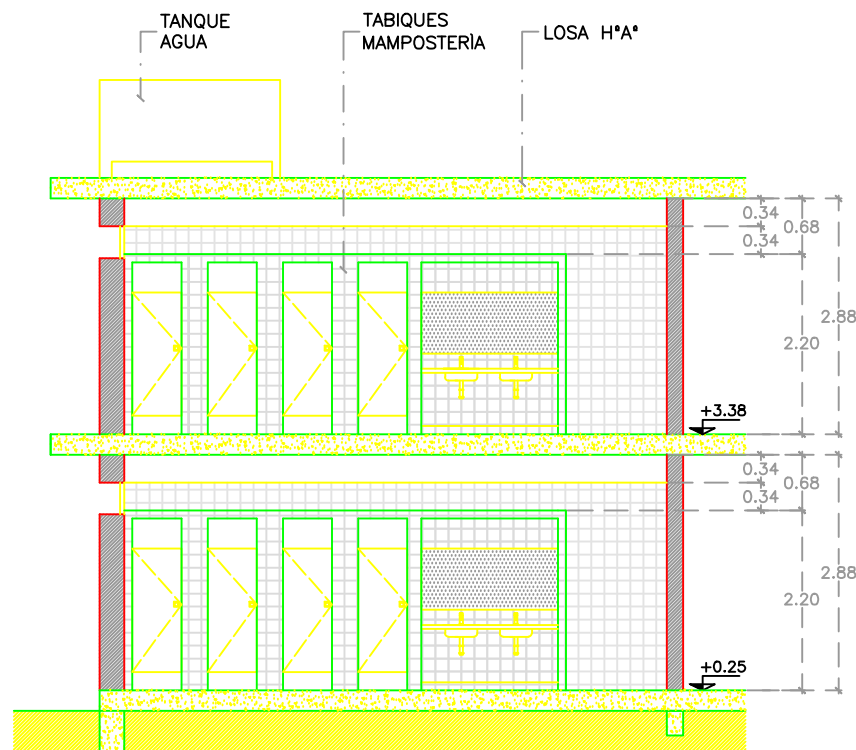 TANQUE
AGUA
TABIQUES
MAMPOSTERÌA
LOSA HºAº
0.34
0.68
0.34
2.88
2.20
+3.38
0.34
0.68
0.34
2.88
2.20
+0.25